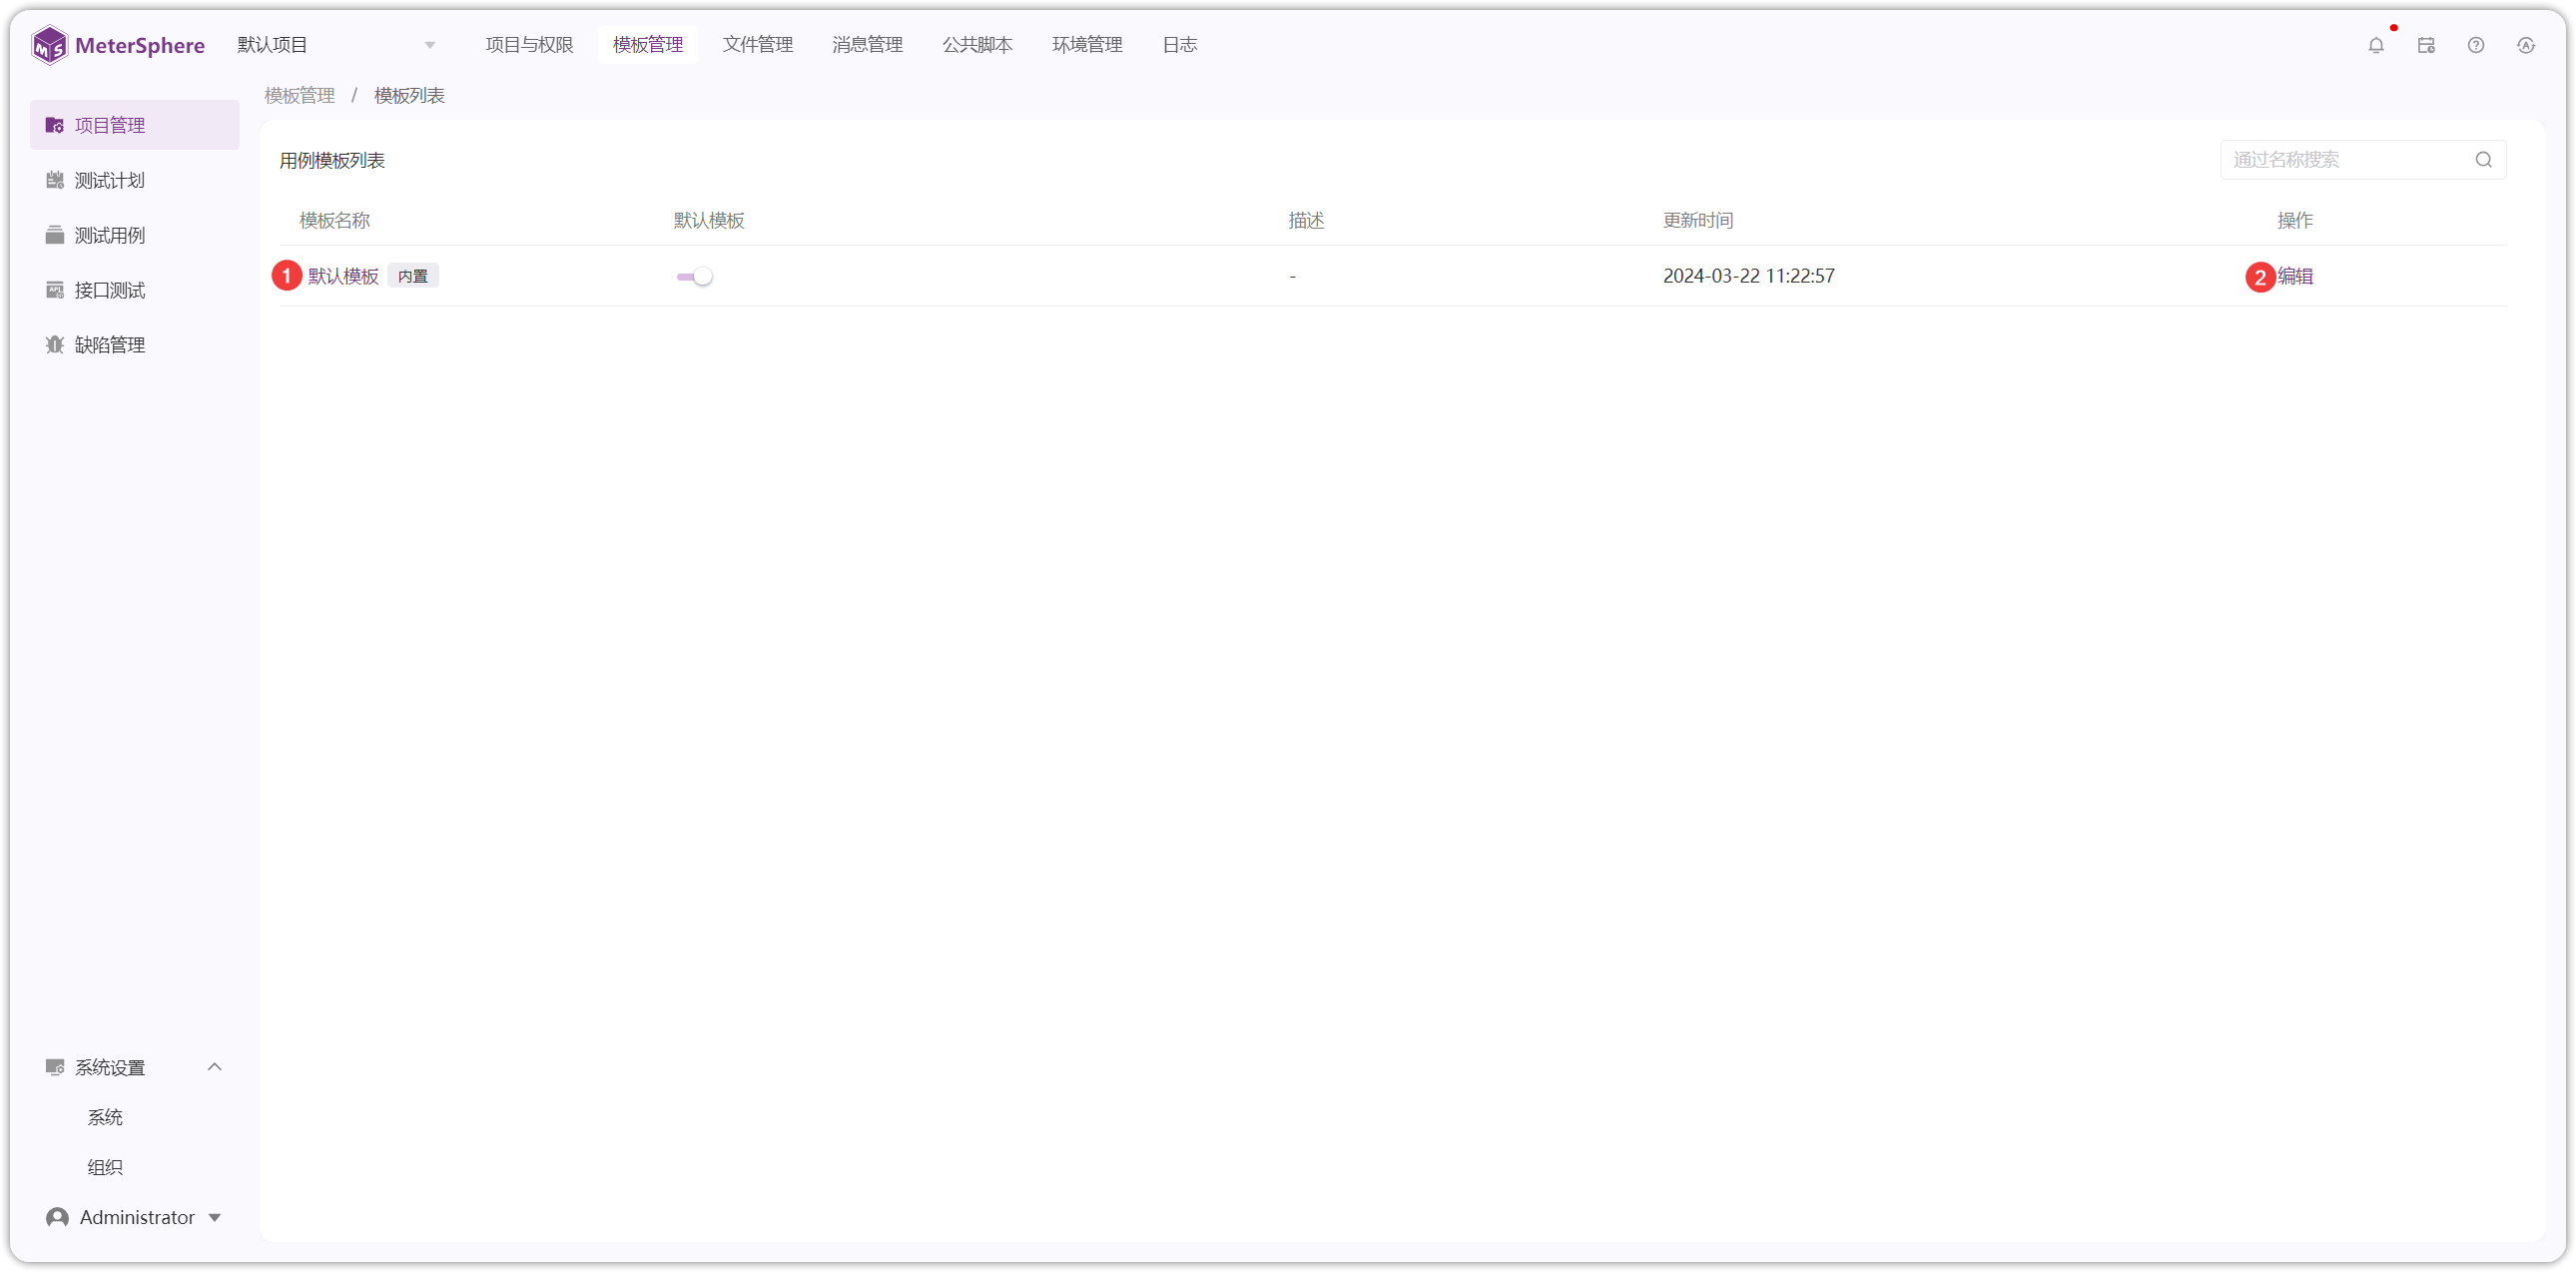 MeterSphere 默认项目 项目与权限 模板管理 文件管理 消息管理 公共脚本 环境管理 日志
模板管理 / 模板列表
项目管理
测试计划
测试用例
接口测试
缺陷管理
用例模板列表 通过名称搜索
模板名称 默认模板 描述 更新时间 操作
1 默认模板 内置 - 2024-03-22 11:22:57 2 编辑
系统设置
系统
组织
Administrator